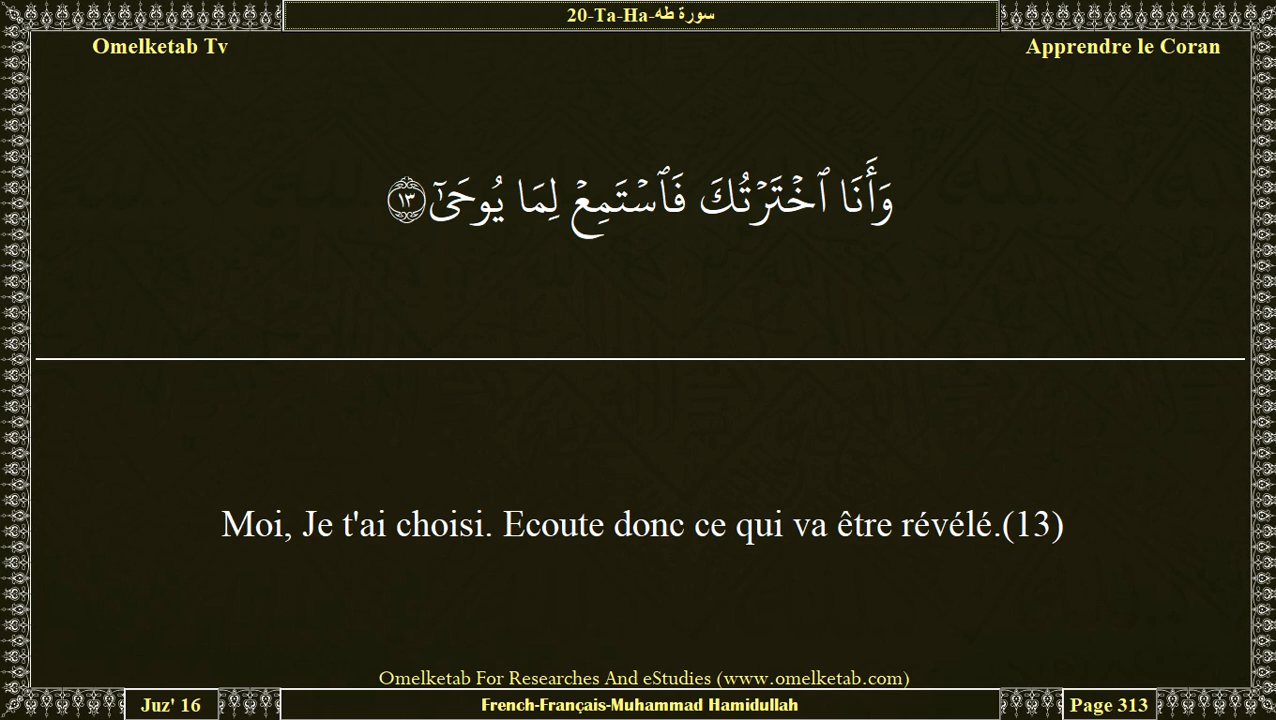 20-Ta-Ha-سورة طه
Omelketab Tv
Apprendre le Coran
وَأَنَا ٱخۡتَرۡتُكَ فَٱسۡتَمِعۡ لِمَا يُوحَىٰٓ ١٣
Moi, Je t'ai choisi. Ecoute donc ce qui va être révélé.(13)
Omelketab For Researches And eStudies (www.omelketab.com)
Juz' 16
French-Français-Muhammad Hamidullah
Page 313